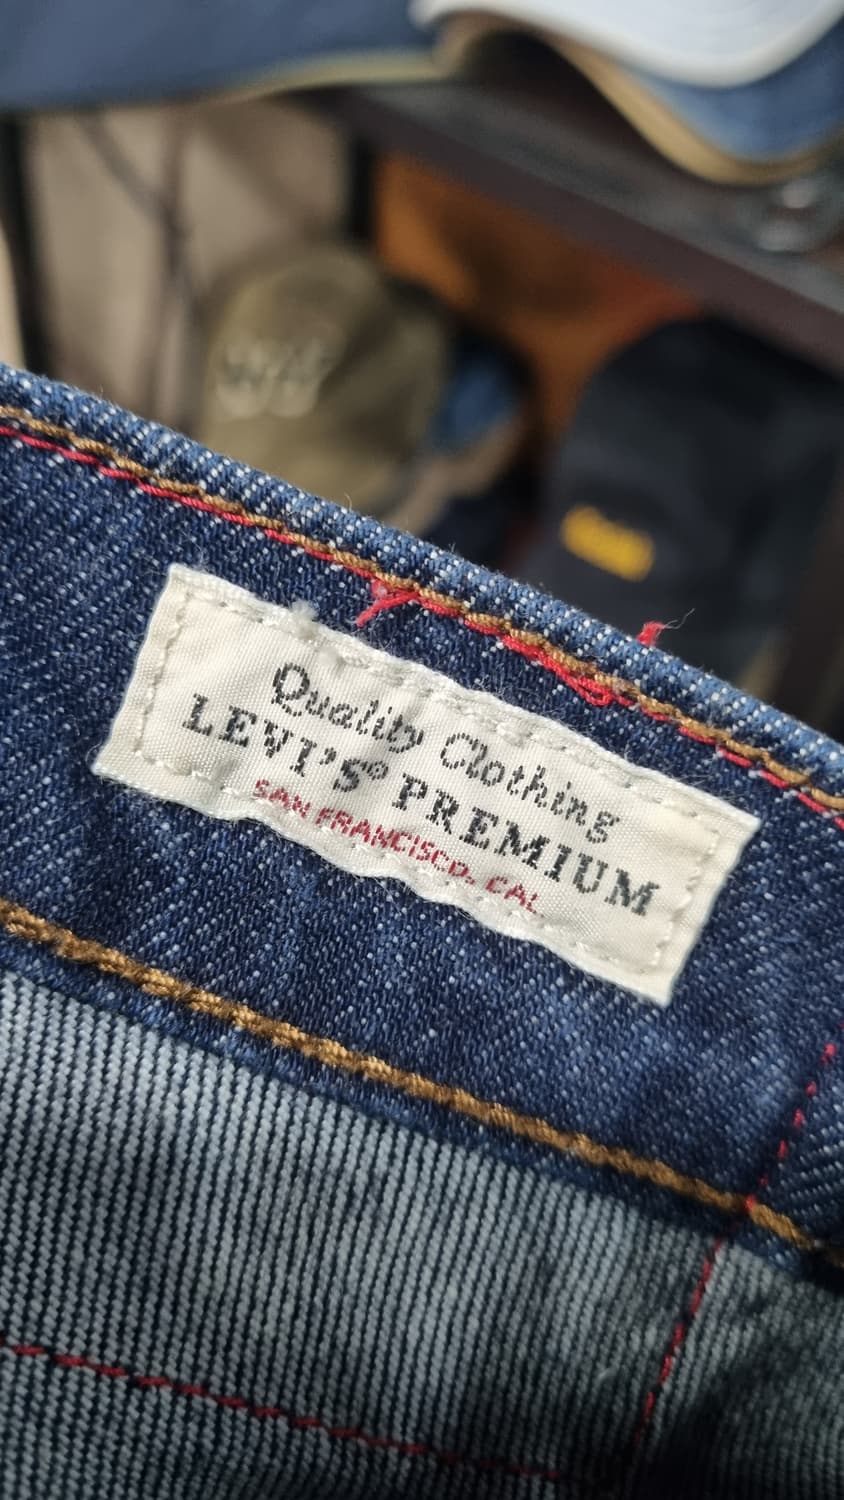 Quality Clothing
LEVI'S® PREMIUM
SAN FRANCISCO, CAL